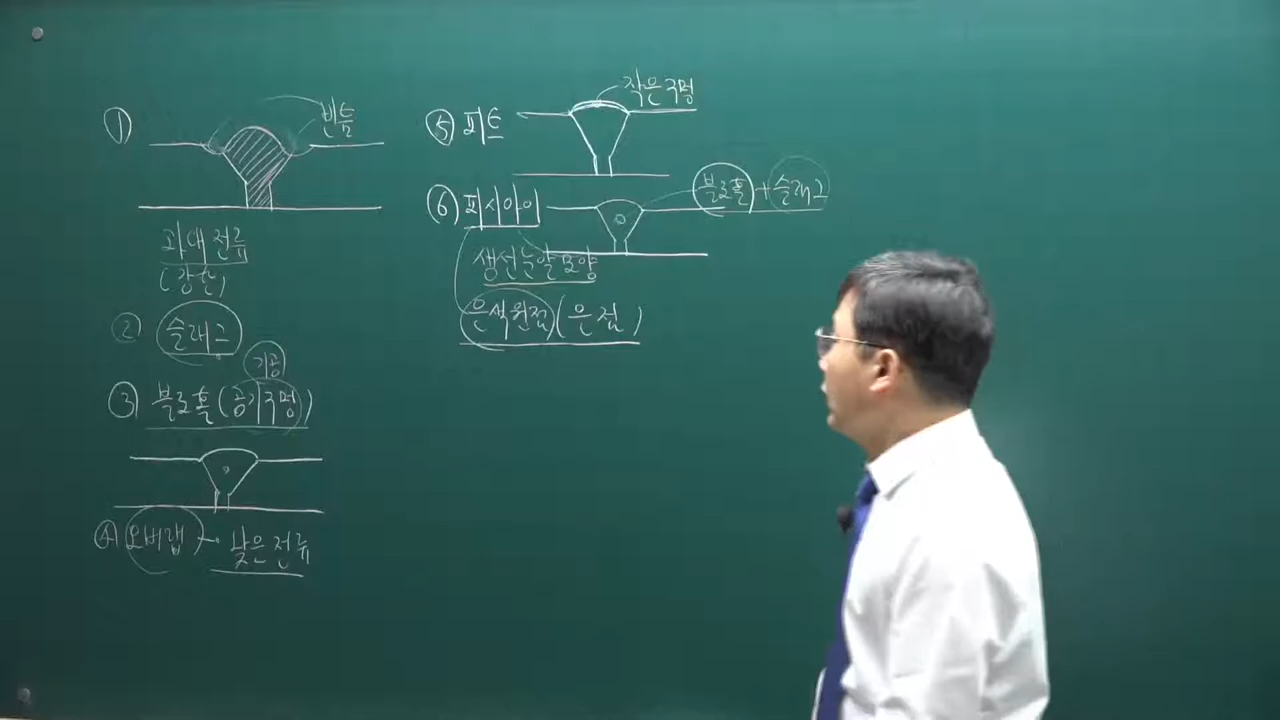 ① 빈틈
과대전류
(강한)
② 슬래그
기공
③ 블로홀(공기구멍)
④ 오버랩 → 낮은전류
⑤ 피트 작은구멍
⑥ 피시아이 블로홀+슬래그
생선눈알모양
은색원점(은점)